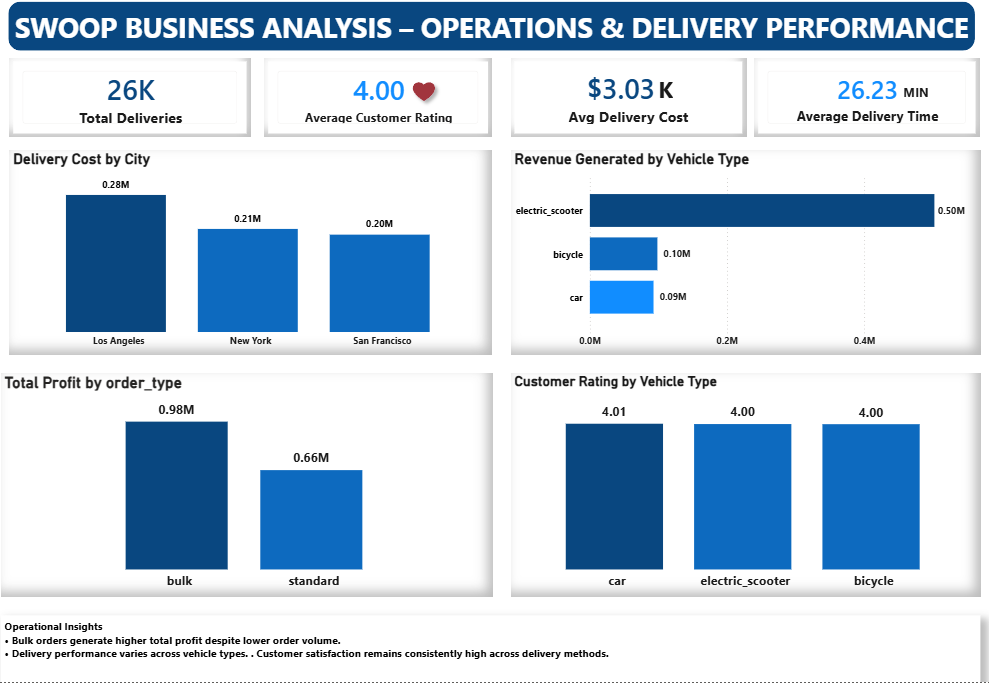 SWOOP BUSINESS ANALYSIS – OPERATIONS & DELIVERY PERFORMANCE
26K
Total Deliveries
4.00
Average Customer Rating
$3.03 K
Avg Delivery Cost
26.23 MIN
Average Delivery Time
Delivery Cost by City
0.28M
0.21M
0.20M
Los Angeles
New York
San Francisco
Revenue Generated by Vehicle Type
electric_scooter
0.50M
bicycle
0.10M
car
0.09M
0.0M
0.2M
0.4M
Total Profit by order_type
0.98M
0.66M
bulk
standard
Customer Rating by Vehicle Type
4.01
4.00
4.00
car
electric_scooter
bicycle
Operational Insights
• Bulk orders generate higher total profit despite lower order volume.
• Delivery performance varies across vehicle types. . Customer satisfaction remains consistently high across delivery methods.